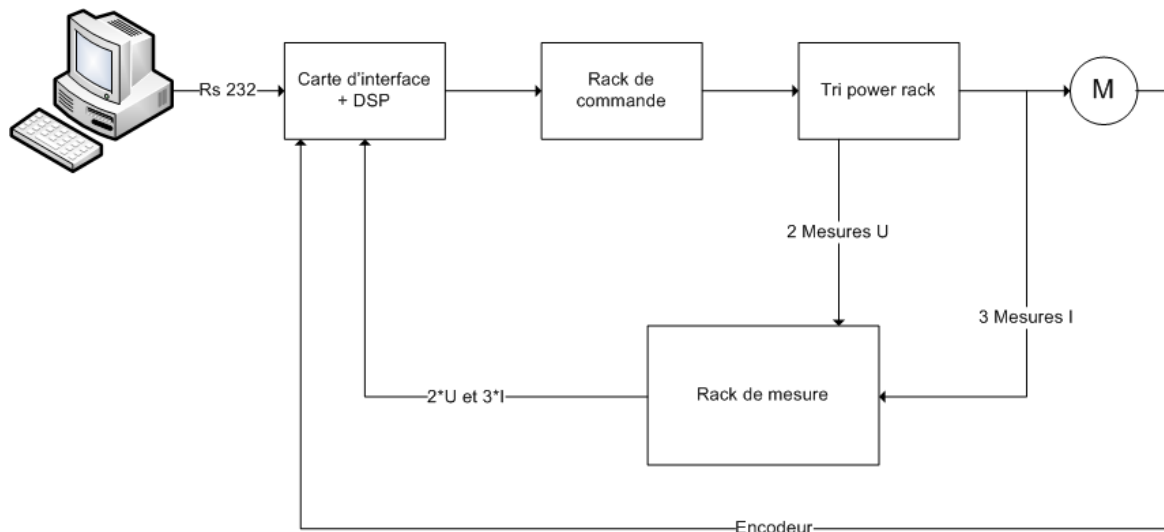 Rs 232
Carte d'interface
+ DSP
Rack de
commande
Tri power rack
M
2 Mesures U
3 Mesures I
2*U et 3*I
Rack de mesure
Encodeur